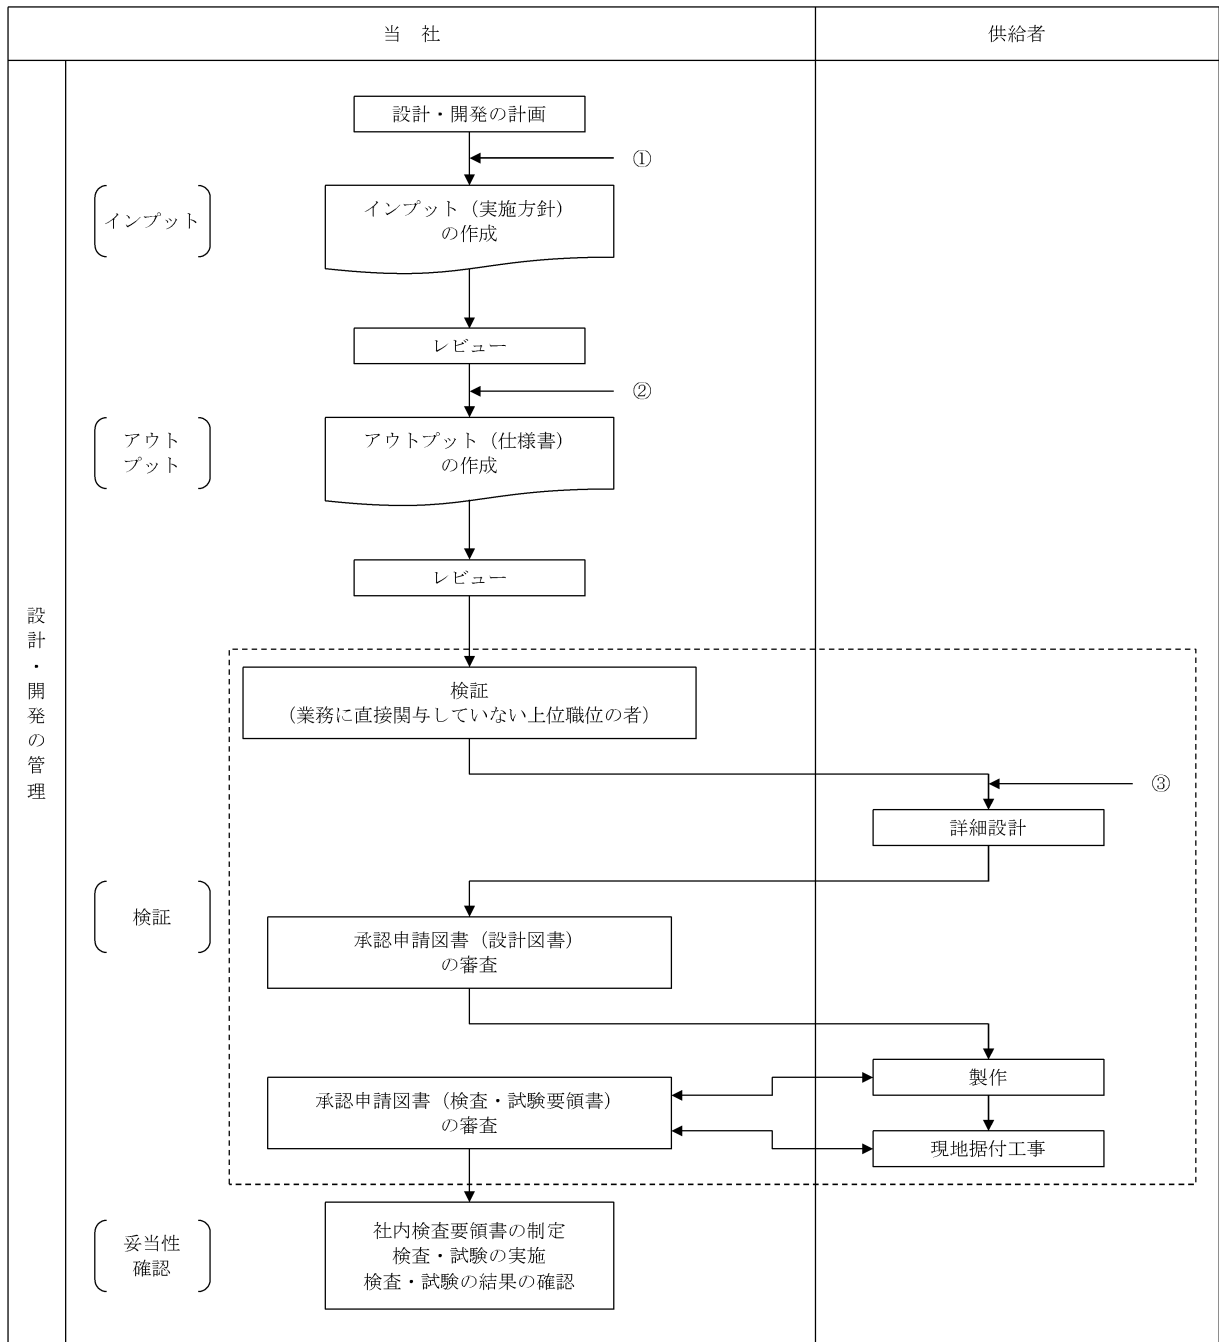 当　社
供給者
設計・開発の計画
①
インプット
インプット（実施方針）
の作成
レビュー
②
アウト
プット
アウトプット（仕様書）
の作成
レビュー
設計・開発の管理
検証
（業務に直接関与していない上位職位の者）
③
詳細設計
検証
承認申請図書（設計図書）
の審査
製作
承認申請図書（検査・試験要領書）
の審査
現地据付工事
妥当性
確認
社内検査要領書の制定
検査・試験の実施
検査・試験の結果の確認